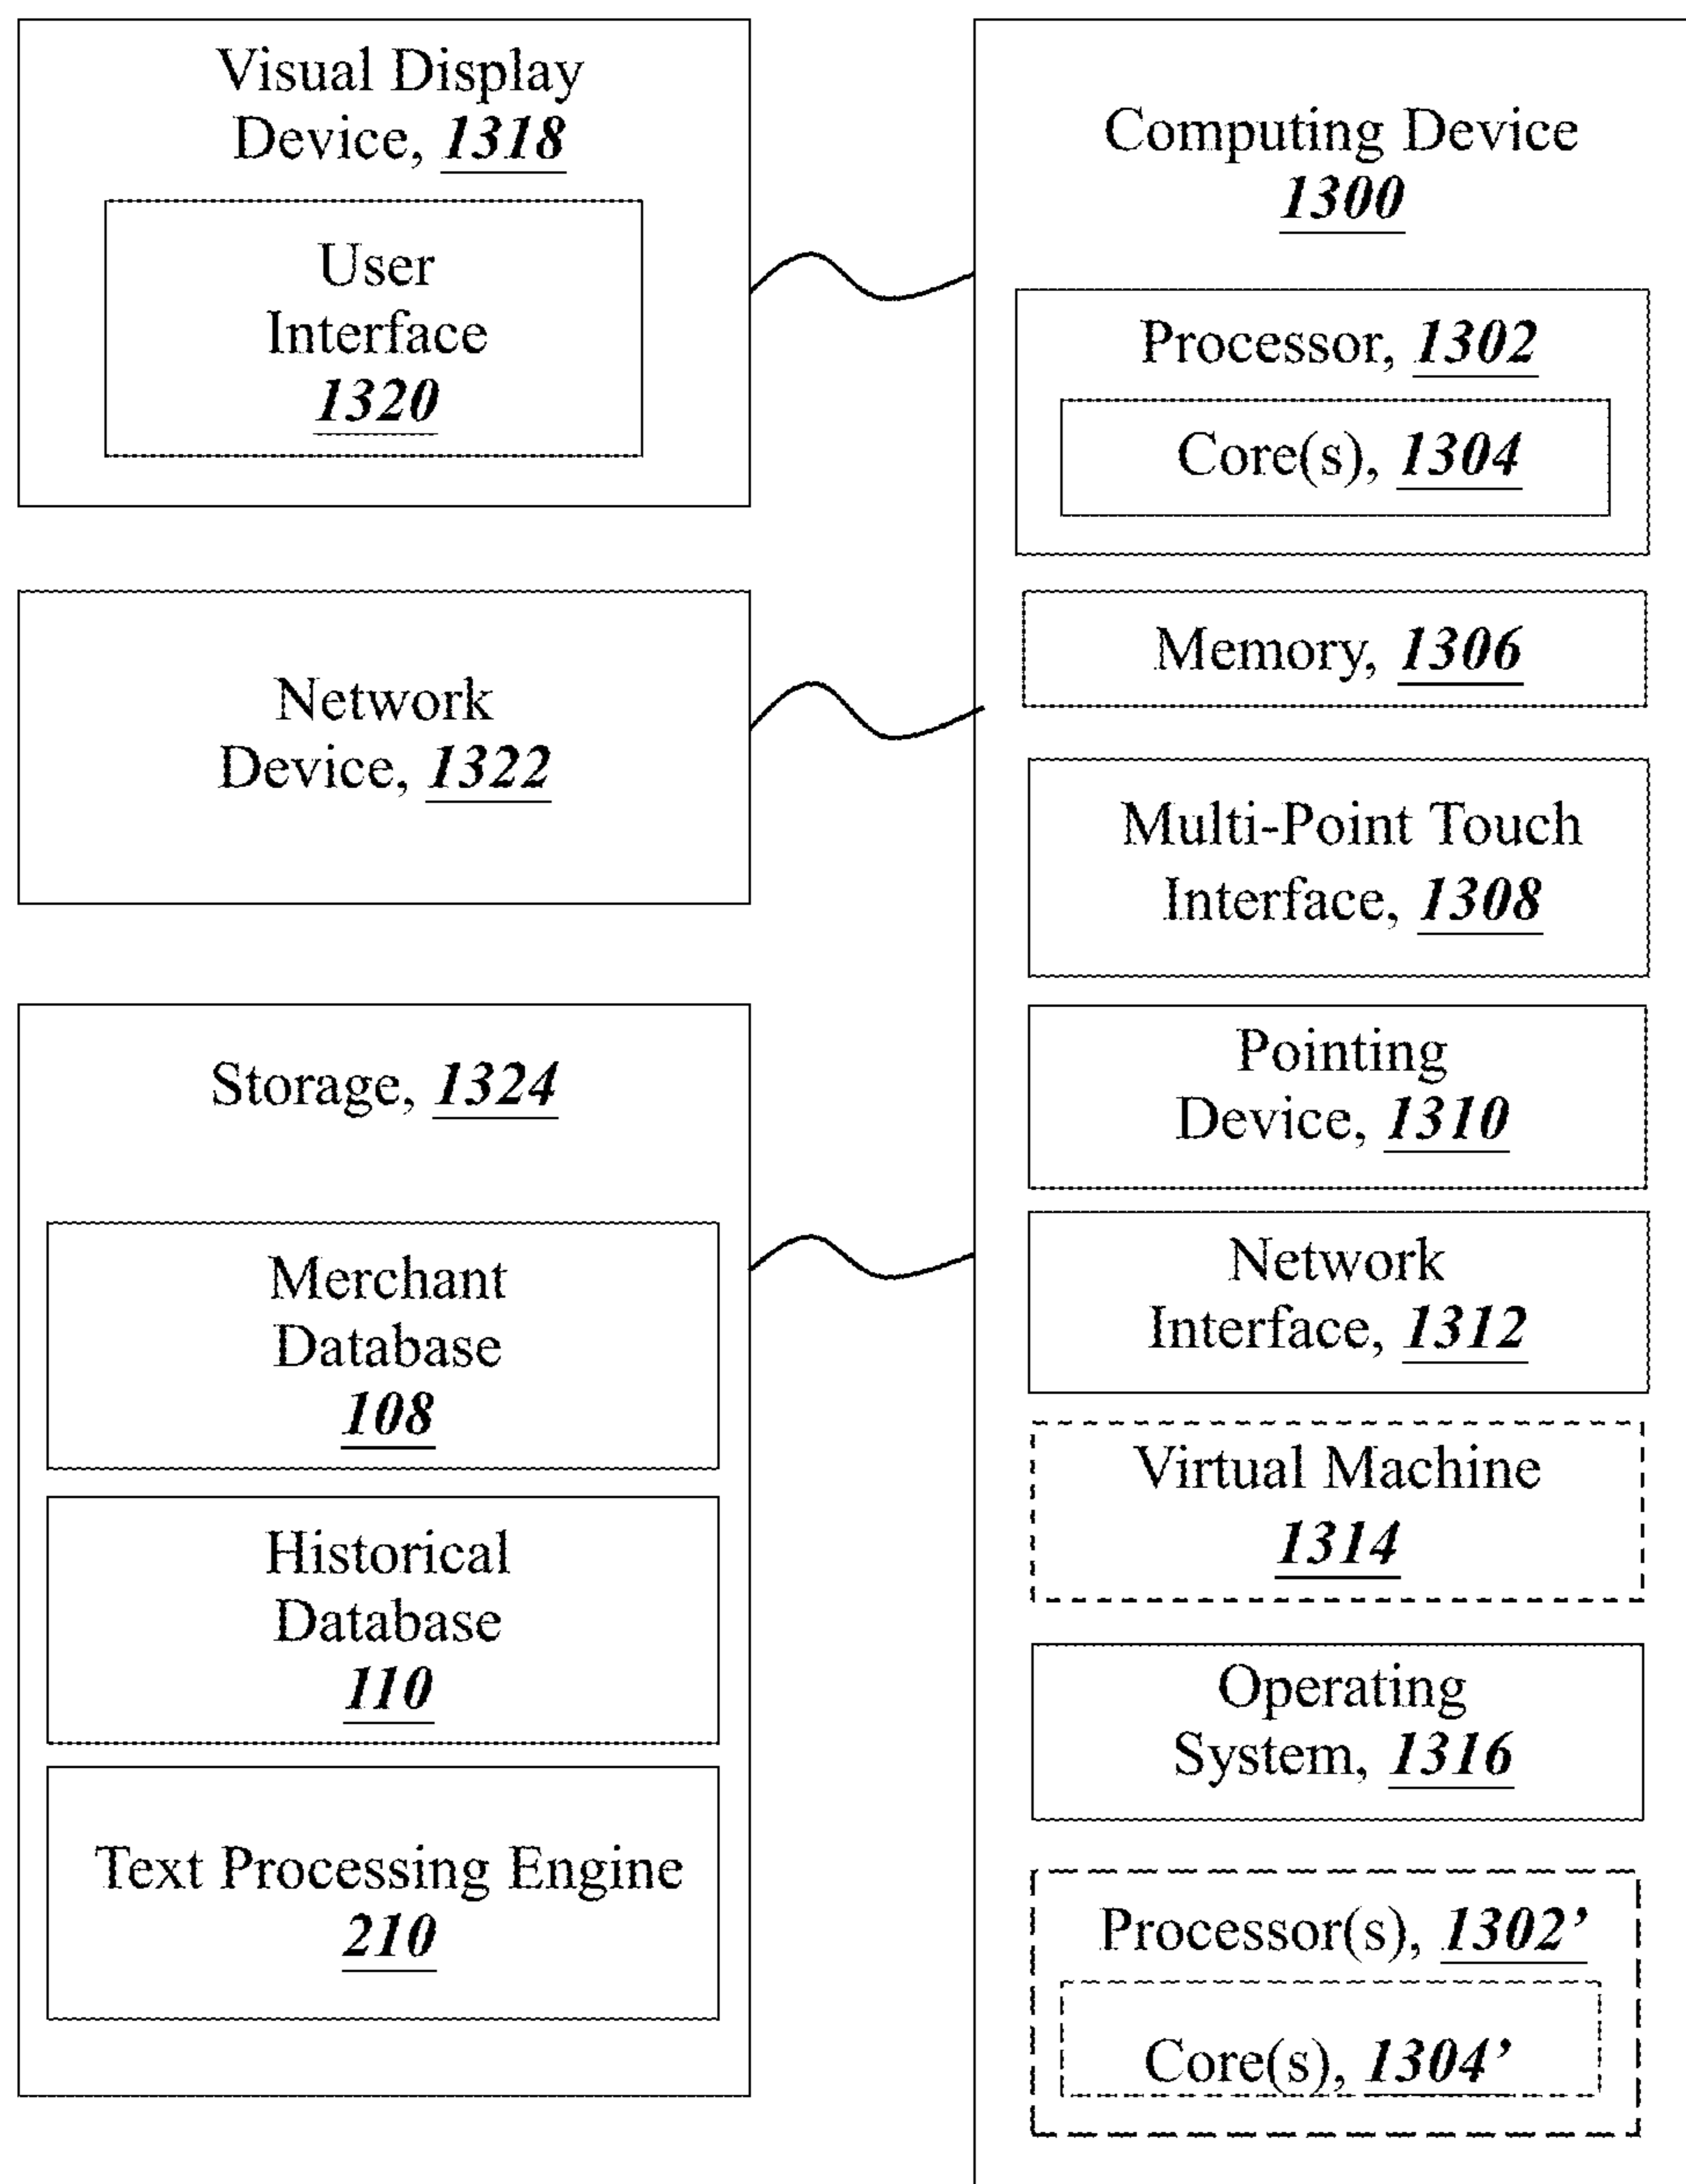 Visual Display
Device, 1318
User
Interface
1320
Network
Device, 1322
Storage, 1324
Merchant
Database
108
Historical
Database
110
Text Processing Engine
210
Computing Device
1300
Processor, 1302
Core(s), 1304
Memory, 1306
Multi-Point Touch
Interface, 1308
Pointing
Device, 1310
Network
Interface, 1312
Virtual Machine
1314
Operating
System, 1316
Processor(s), 1302’
Core(s), 1304’